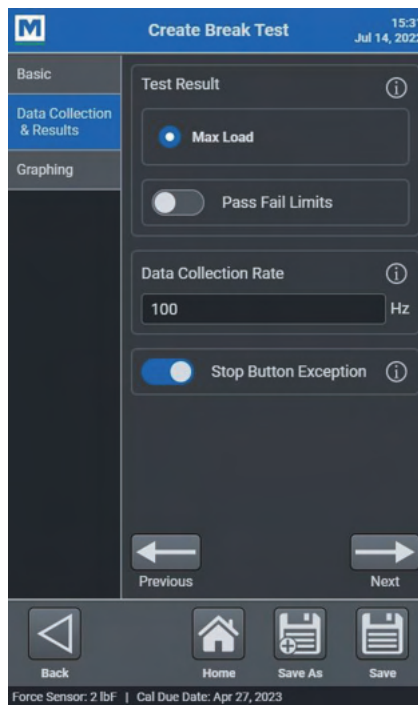 M
Create Break Test
15:31
Jul 14, 2022
Basic
Data Collection
& Results
Graphing
Test Result
Max Load
Pass Fail Limits
Data Collection Rate
100
Hz
Stop Button Exception
Previous
Next
Back
Home
Save As
Save
Force Sensor: 2 lbF | Cal Due Date: Apr 27, 2023